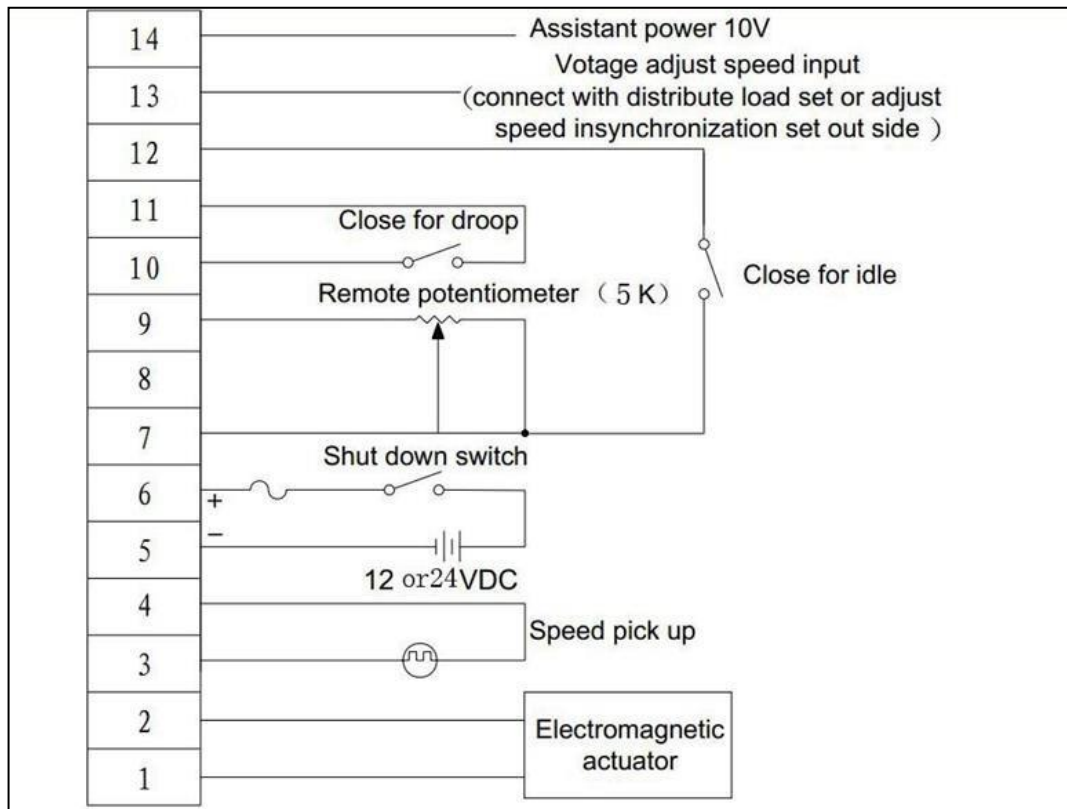 14
Assistant power 10V
Votage adjust speed input
13
(connect with distribute load set or adjust
speed insynchronization set out side )
12
11
Close for droop
10
Close for idle
Remote potentiometer ( 5 K)
9
8
7
Shut down switch
6
+
−
5
12 or24VDC
4
Speed pick up
3
2
Electromagnetic
actuator
1